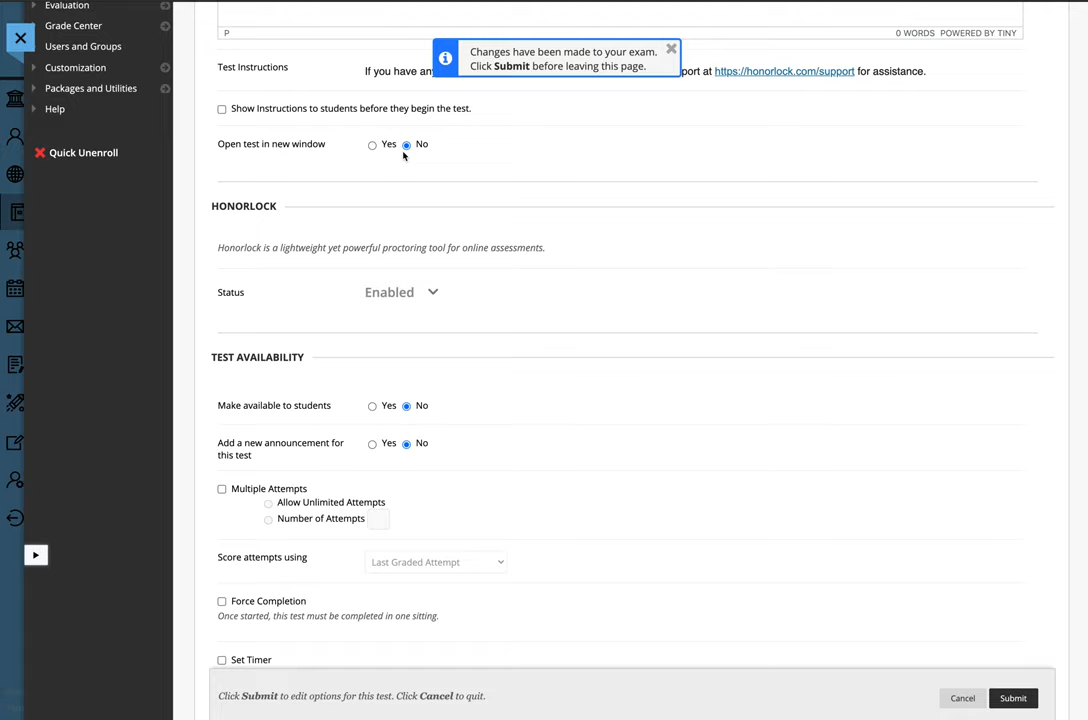 Evaluation
Grade Center
Users and Groups
Customization
Packages and Utilities
Help
Quick Unenroll
P
0 WORDS POWERED BY TINY
Changes have been made to your exam.
Click Submit before leaving this page.
Test Instructions
If you have an
port at https://honorlock.com/support for assistance.
Show Instructions to students before they begin the test.
Open test in new window
Yes No
HONORLOCK
Honorlock is a lightweight yet powerful proctoring tool for online assessments.
Status
Enabled
TEST AVAILABILITY
Make available to students
Yes No
Add a new announcement for
this test
Yes No
Multiple Attempts
Allow Unlimited Attempts
Number of Attempts
Score attempts using
Last Graded Attempt
Force Completion
Once started, this test must be completed in one sitting.
Set Timer
Click Submit to edit options for this test. Click Cancel to quit.
Cancel
Submit